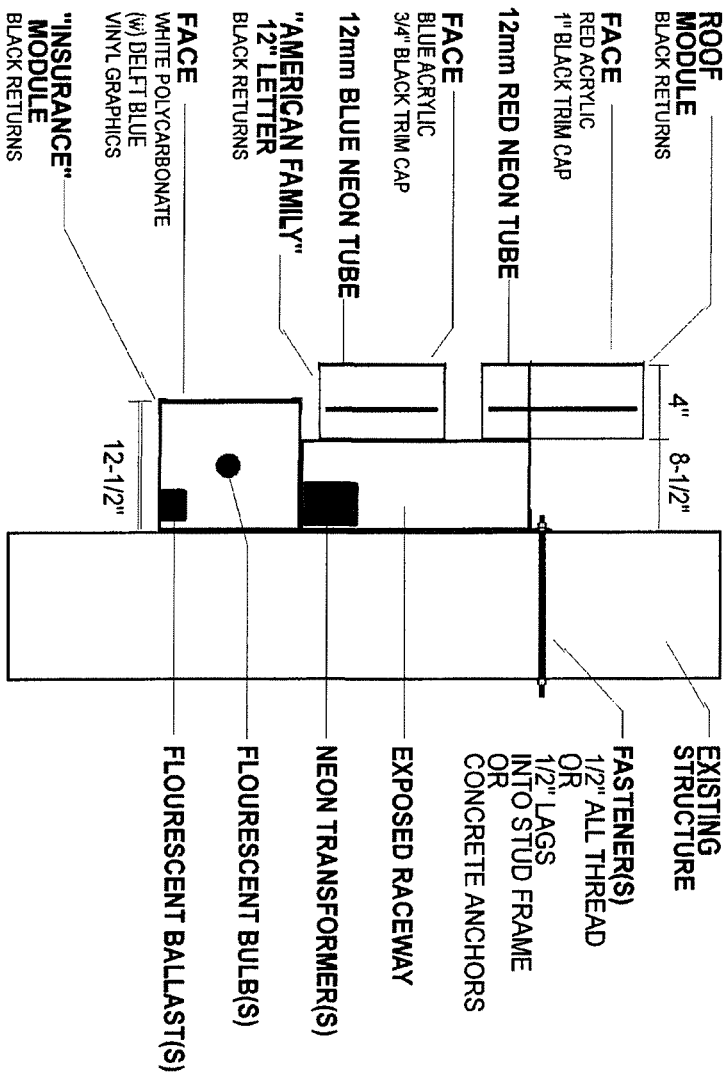 ROOF
MODULE
BLACK RETURNS
FACE
RED ACRYLIC
1" BLACK TRIM CAP
12mm RED NEON TUBE
FACE
BLUE ACRYLIC
3/4" BLACK TRIM CAP
12mm BLUE NEON TUBE
"AMERICAN FAMILY"
12" LETTER
BLACK RETURNS
FACE
WHITE POLYCARBONATE
(w) DELFT BLUE
VINYL GRAPHICS
"INSURANCE"
MODULE
BLACK RETURNS
4"
8-1/2"
12-1/2"
EXISTING
STRUCTURE
FASTENER(S)
1/2" ALL THREAD
OR
1/2" LAGS
INTO STUD FRAME
OR
CONCRETE ANCHORS
EXPOSED RACEWAY
NEON TRANSFORMER(S)
FLOURESCENT BULB(S)
FLOURESCENT BALLAST(S)